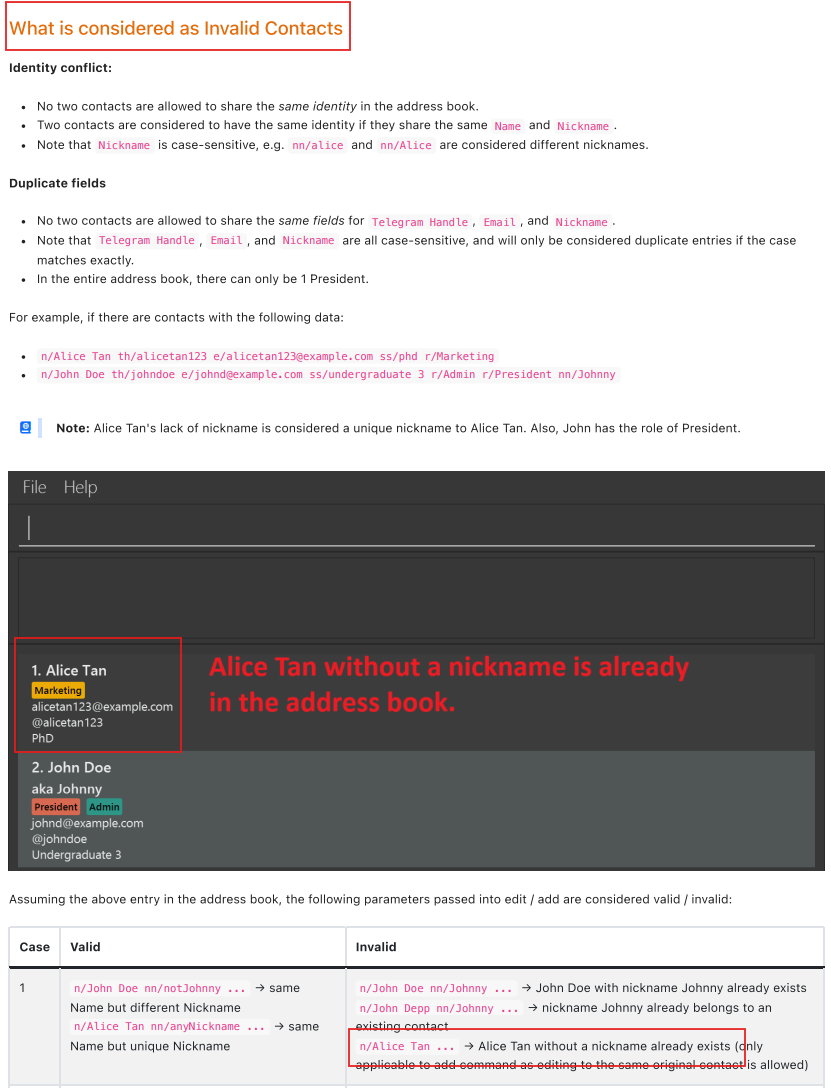 What is considered as Invalid Contacts
Identity conflict:
No two contacts are allowed to share the same identity in the address book.
Two contacts are considered to have the same identity if they share the same Name and Nickname.
Note that Nickname is case-sensitive, e.g. nn/alice and nn/Alice are considered different nicknames.
Duplicate fields
No two contacts are allowed to share the same fields for Telegram Handle, Email, and Nickname.
Note that Telegram Handle, Email, and Nickname are all case-sensitive, and will only be considered duplicate entries if the case
matches exactly.
In the entire address book, there can only be 1 President.
For example, if there are contacts with the following data:
n/Alice Tan th/alicetan123 e/alicetan123@example.com ss/phd r/Marketing
n/John Doe th/johndoe e/johnd@example.com ss/undergraduate 3 r/Admin r/President nn/Johnny
Note: Alice Tan's lack of nickname is considered a unique nickname to Alice Tan. Also, John has the role of President.
File Help
1. Alice Tan
Marketing
alicetan123@example.com
@alicetan123
PhD
Alice Tan without a nickname is already
in the address book.
2. John Doe
aka Johnny
President Admin
johnd@example.com
@johndoe
Undergraduate 3
Assuming the above entry in the address book, the following parameters passed into edit / add are considered valid / invalid:
Case Valid Invalid
1
n/John Doe nn/notJohnny ... → same
Name but different Nickname
n/Alice Tan nn/anyNickname ... → same
Name but unique Nickname
n/John Doe nn/Johnny ... → John Doe with nickname Johnny already exists
n/John Depp nn/Johnny ... → nickname Johnny already belongs to an
existing contact
n/Alice Tan ... → Alice Tan without a nickname already exists (only
applicable to add command as editing to the same original contact is allowed)